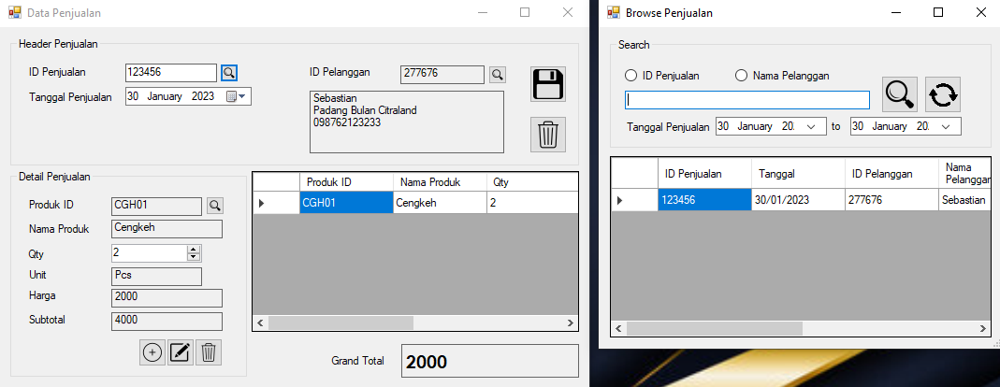 Data Penjualan
Header Penjualan
ID Penjualan 123456
ID Pelanggan 277676
Tanggal Penjualan 30 January 2023
Sebastian
Padang Bulan Citraland
098762123233
Detail Penjualan
Produk ID CGH01
Nama Produk Cengkeh
Qty 2
Unit Pcs
Harga 2000
Subtotal 4000
Produk ID Nama Produk Qty
CGH01 Cengkeh 2
Grand Total 2000
Browse Penjualan
Search
ID Penjualan Nama Pelanggan
Tanggal Penjualan 30 January 20. to 30 January 20.
ID Penjualan Tanggal ID Pelanggan Nama
Pelanggan
123456 30/01/2023 277676 Sebastian